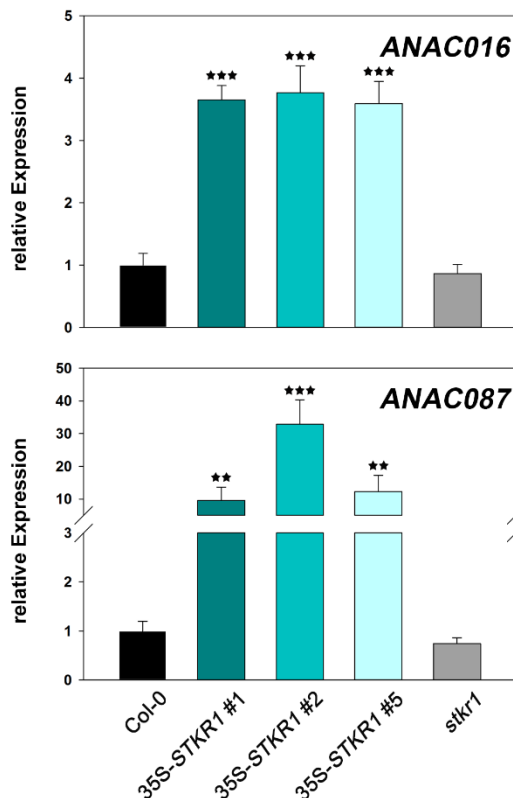 ANAC016
relative Expression
5
4
3
2
1
0
★★★
★★★
★★★
ANAC087
relative Expression
50
40
30
20
10
3
2
1
0
★★
★★★
★★
Col-0
35S-STKR1 #1
35S-STKR1 #2
35S-STKR1 #5
stkr1